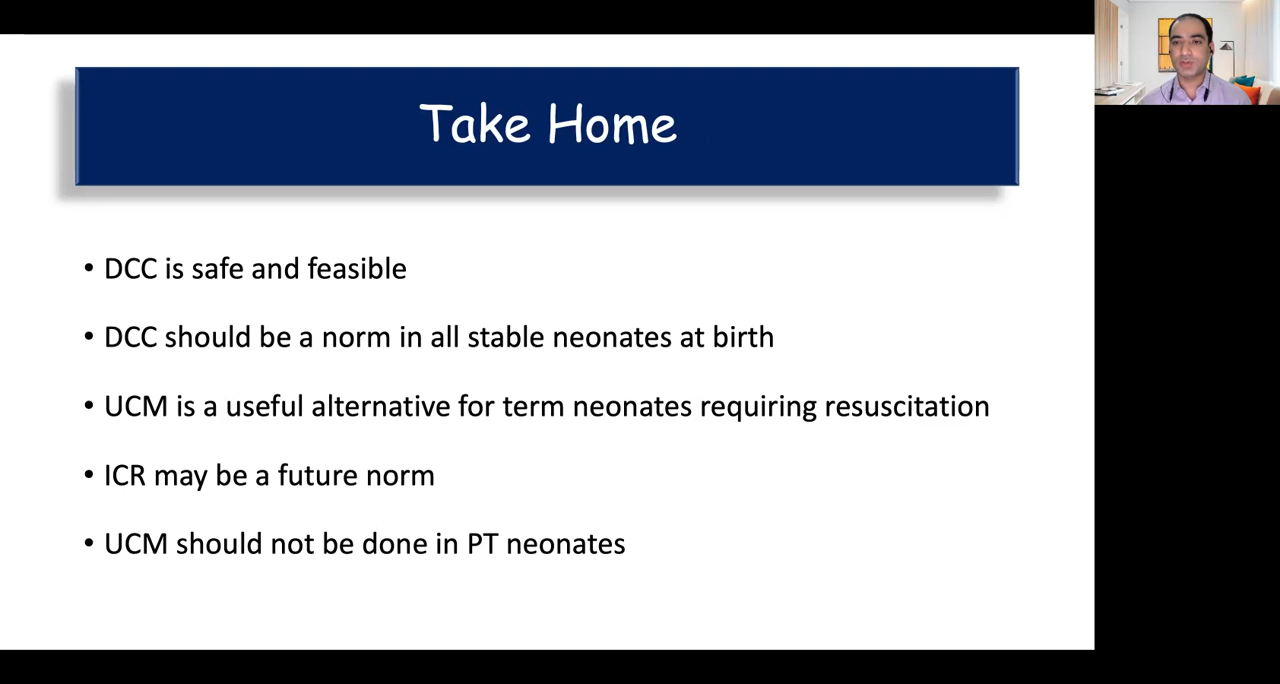 Take Home
• DCC is safe and feasible
• DCC should be a norm in all stable neonates at birth
• UCM is a useful alternative for term neonates requiring resuscitation
• ICR may be a future norm
• UCM should not be done in PT neonates